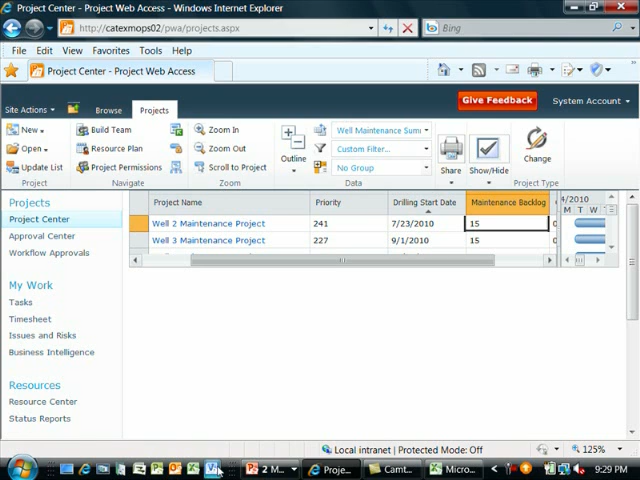 Project Center - Project Web Access - Windows Internet Explorer
http://catexmops02/pwa/projects.aspx
Bing
File Edit View Favorites Tools Help
Project Center - Project Web Access
Site Actions Browse Projects Give Feedback System Account
New Build Team Zoom In Well Maintenance Sum
Open Resource Plan Zoom Out Outline Custom Filter... Share Show/Hide Change
Update List Project Permissions Scroll to Project No Group
Project Navigate Zoom Data Project Type
Projects
Project Center
Approval Center
Workflow Approvals
My Work
Tasks
Timesheet
Issues and Risks
Business Intelligence
Resources
Resource Center
Status Reports
Project Name Priority Drilling Start Date Maintenance Backlog
M T W T
Well 2 Maintenance Project 241 7/23/2010 15 0
Well 3 Maintenance Project 227 9/1/2010 15 0
Local intranet | Protected Mode: Off 125%
2 M... Proje... Camt... Micro... 9:29 PM